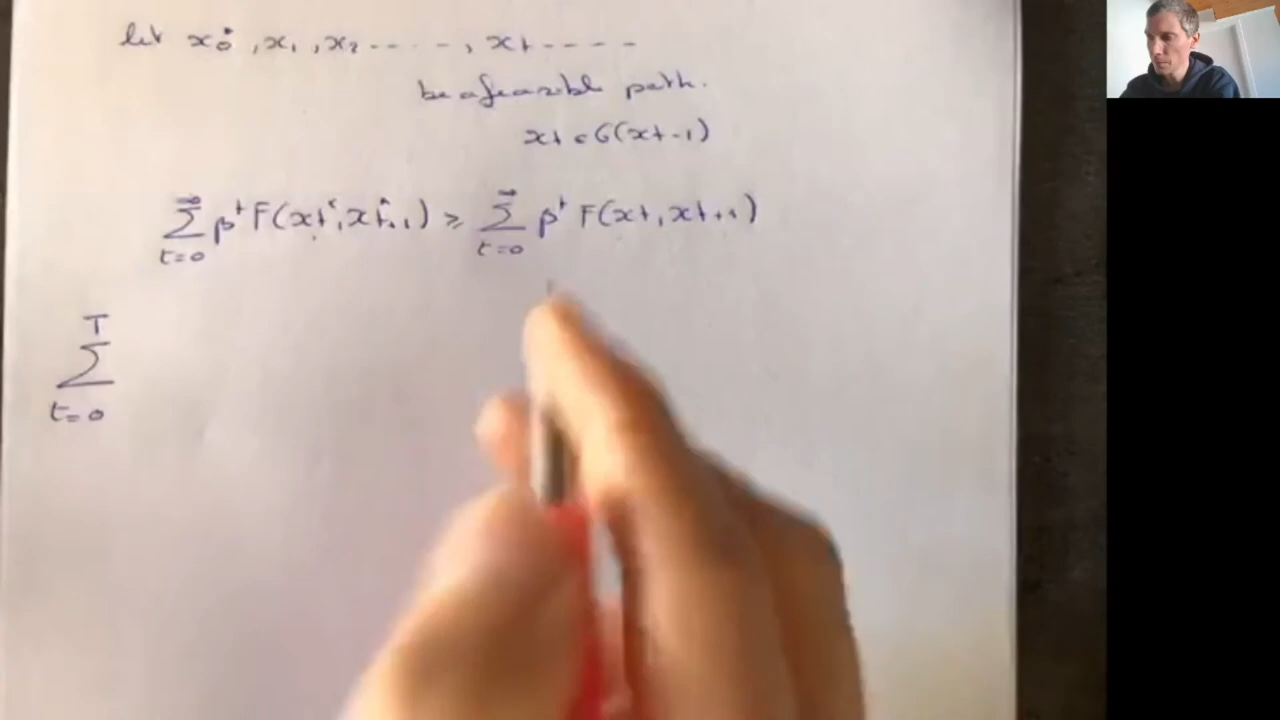 let x₀*, x₁, x₂ ----, xt ----
be a feasible path.
xt ∈ G(xt-1)
∑_{t=0}^{∞} β^t F(xt*, x*t+1) ≥ ∑_{t=0}^{∞} β^t F(xt, xt+1)
∑_{t=0}^{T}